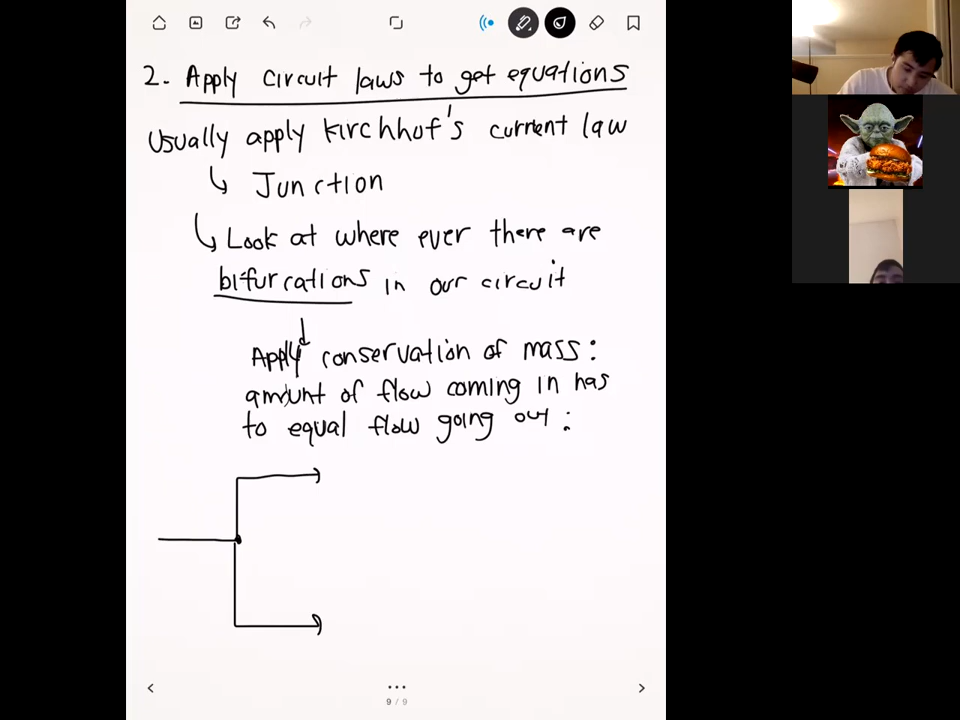 2. Apply circuit laws to get equations
Usually apply Kirchhof's current law
Junction
Look at where ever there are
bifurcations in our circuit
Apply conservation of mass:
amount of flow coming in has
to equal flow going out:
9 / 9